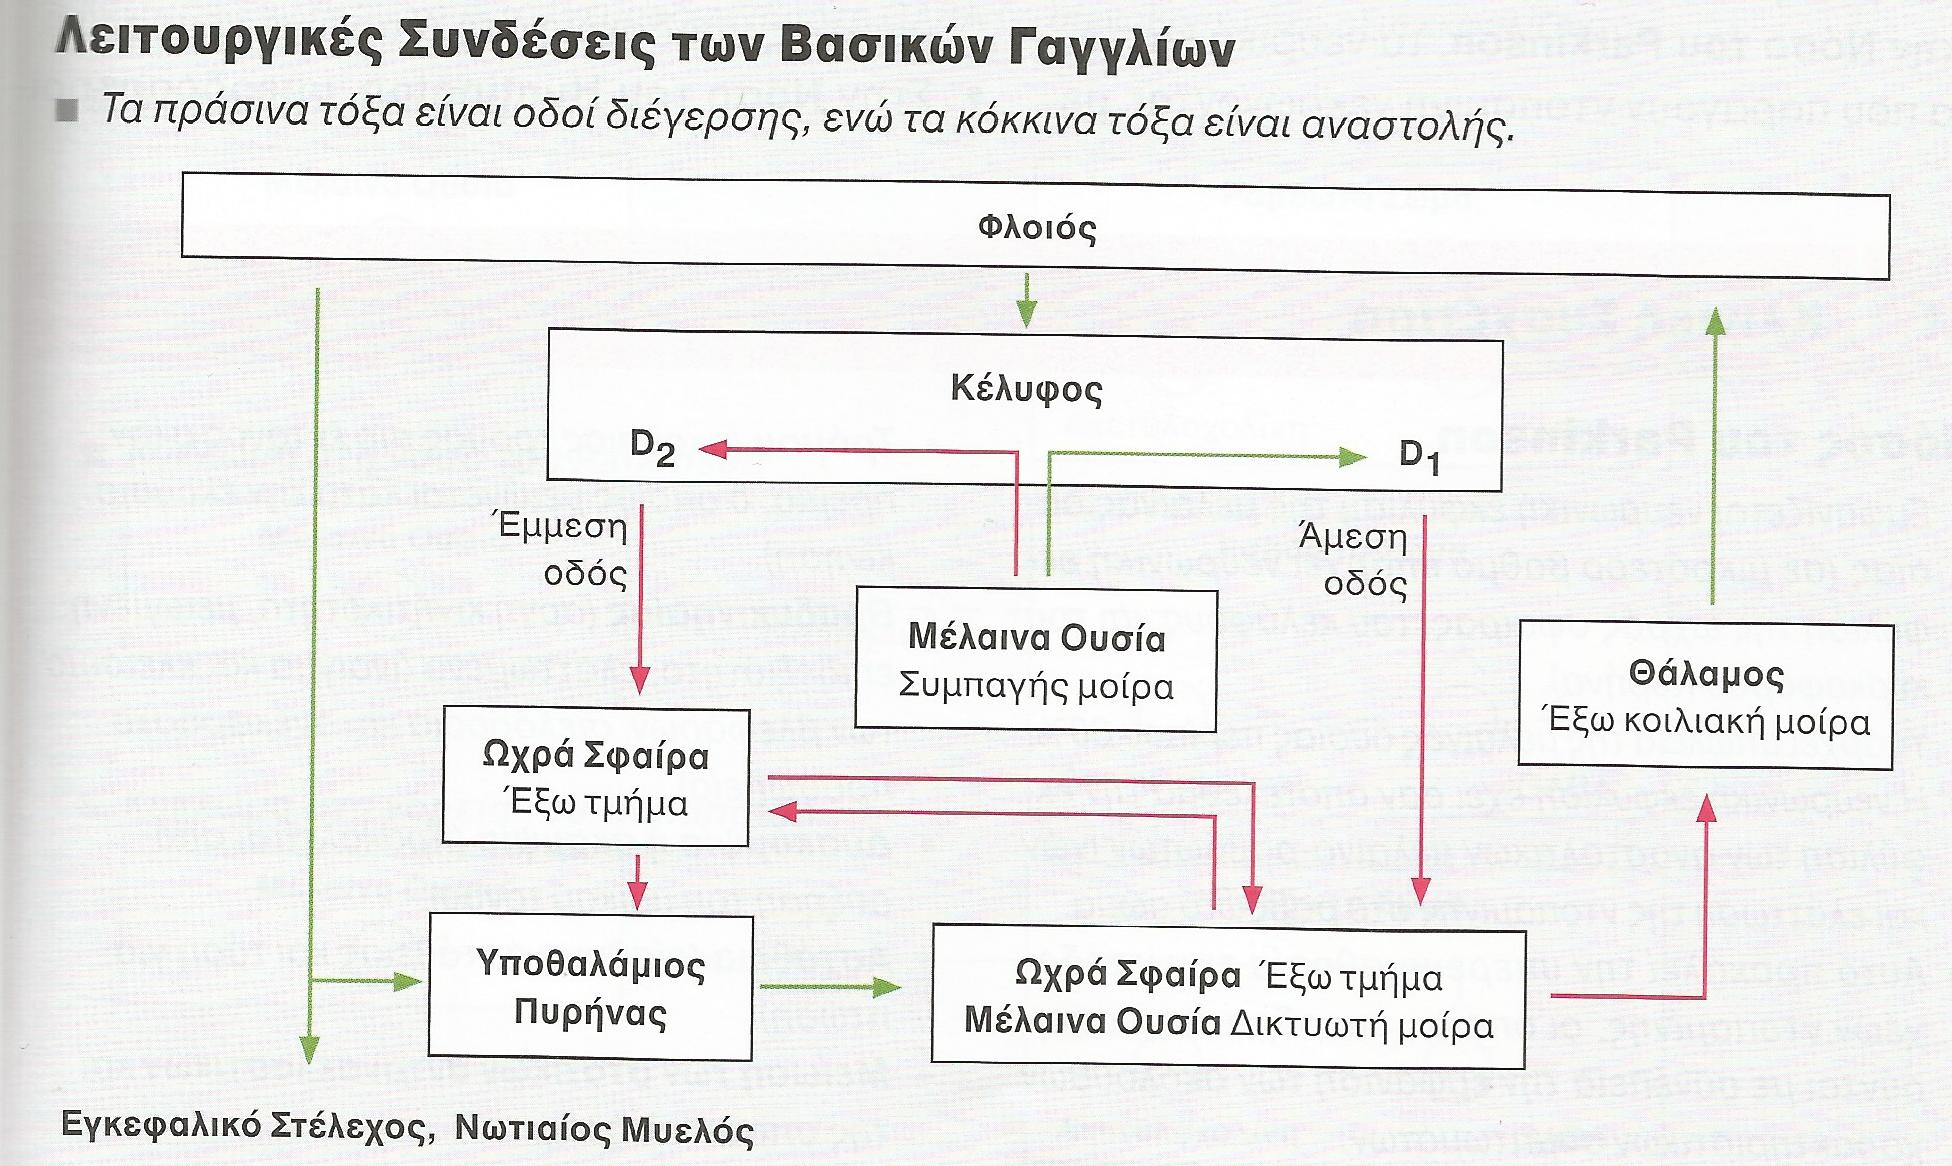 Λειτουργικές Συνδέσεις των Βασικών Γαγγλίων
■ Τα πράσινα τόξα είναι οδοί διέγερσης, ενώ τα κόκκινα τόξα είναι αναστολής.
Φλοιός
Κέλυφος
D2
D1
Έμμεση
οδός
Άμεση
οδός
Μέλαινα Ουσία
Συμπαγής μοίρα
Θάλαμος
Έξω κοιλιακή μοίρα
Ωχρά Σφαίρα
Έξω τμήμα
Υποθαλάμιος
Πυρήνας
Ωχρά Σφαίρα Έξω τμήμα
Μέλαινα Ουσία Δικτυωτή μοίρα
Εγκεφαλικό Στέλεχος, Νωτιαίος Μυελός